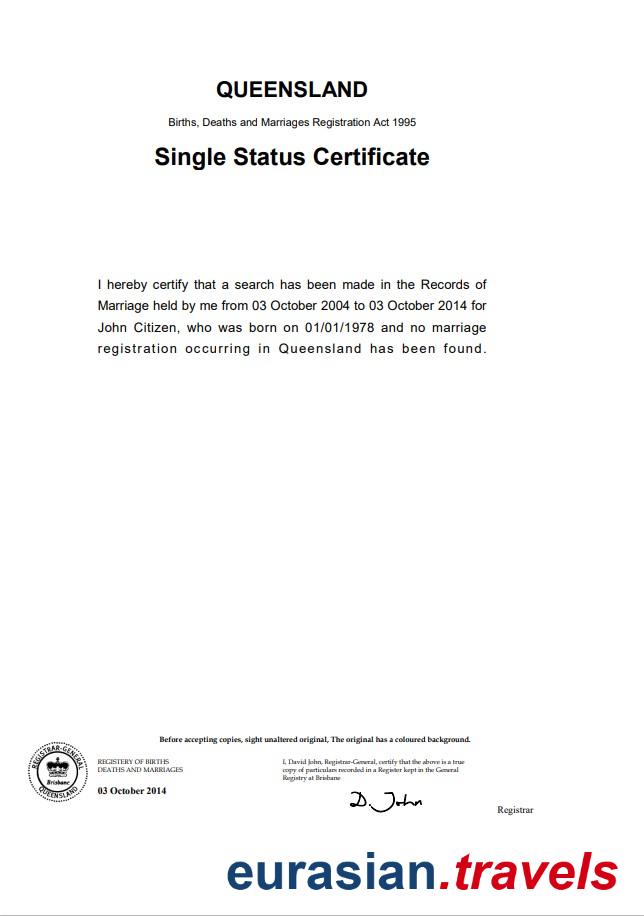 QUEENSLAND
Births, Deaths and Marriages Registration Act 1995
Single Status Certificate
I hereby certify that a search has been made in the Records of
Marriage held by me from 03 October 2004 to 03 October 2014 for
John Citizen, who was born on 01/01/1978 and no marriage
registration occurring in Queensland has been found.
Before accepting copies, sight unaltered original, The original has a coloured background.
REGISTRAR-GENERAL
Brisbane
QUEENSLAND
REGISTERY OF BIRTHS
DEATHS AND MARRIAGES
03 October 2014
I, David John, Registrar-General, certify that the above is a true
copy of particulars recorded in a Register kept in the General
Registry at Brisbane
D. John
Registrar
eurasian.travels